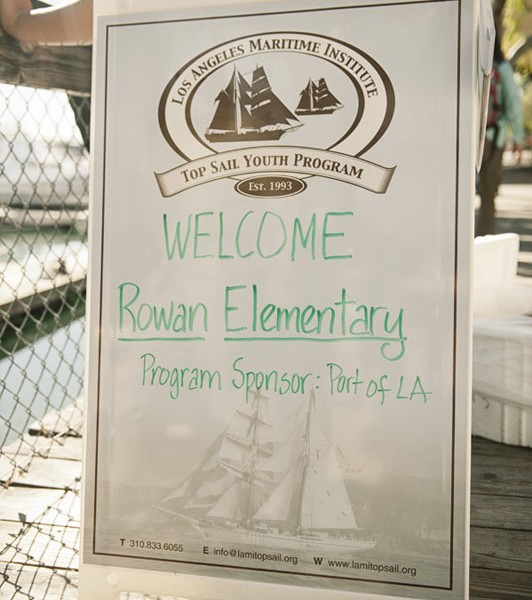 LOS ANGELES MARITIME INSTITUTE
TOP SAIL YOUTH PROGRAM
EST. 1993
WELCOME
Rowan Elementary
Program Sponsor: Port of LA
T 310.833.6055 E info@lamitopsail.org W www.lamitopsail.org